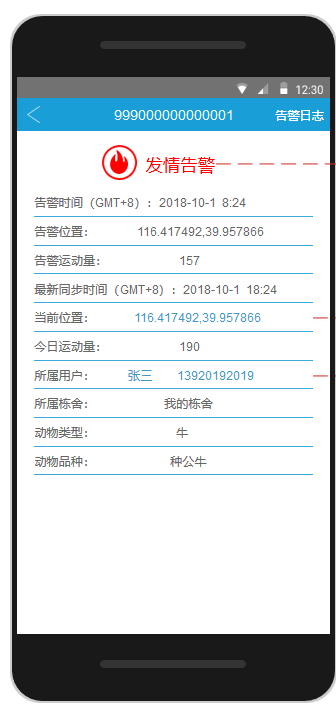 12:30
999000000000001 告警日志
发情告警
告警时间（GMT+8）：2018-10-1 8:24
告警位置： 116.417492,39.957866
告警运动量： 157
最新同步时间（GMT+8）：2018-10-1 18:24
当前位置： 116.417492,39.957866
今日运动量： 190
所属用户： 张三 13920192019
所属栋舍： 我的栋舍
动物类型： 牛
动物品种： 种公牛